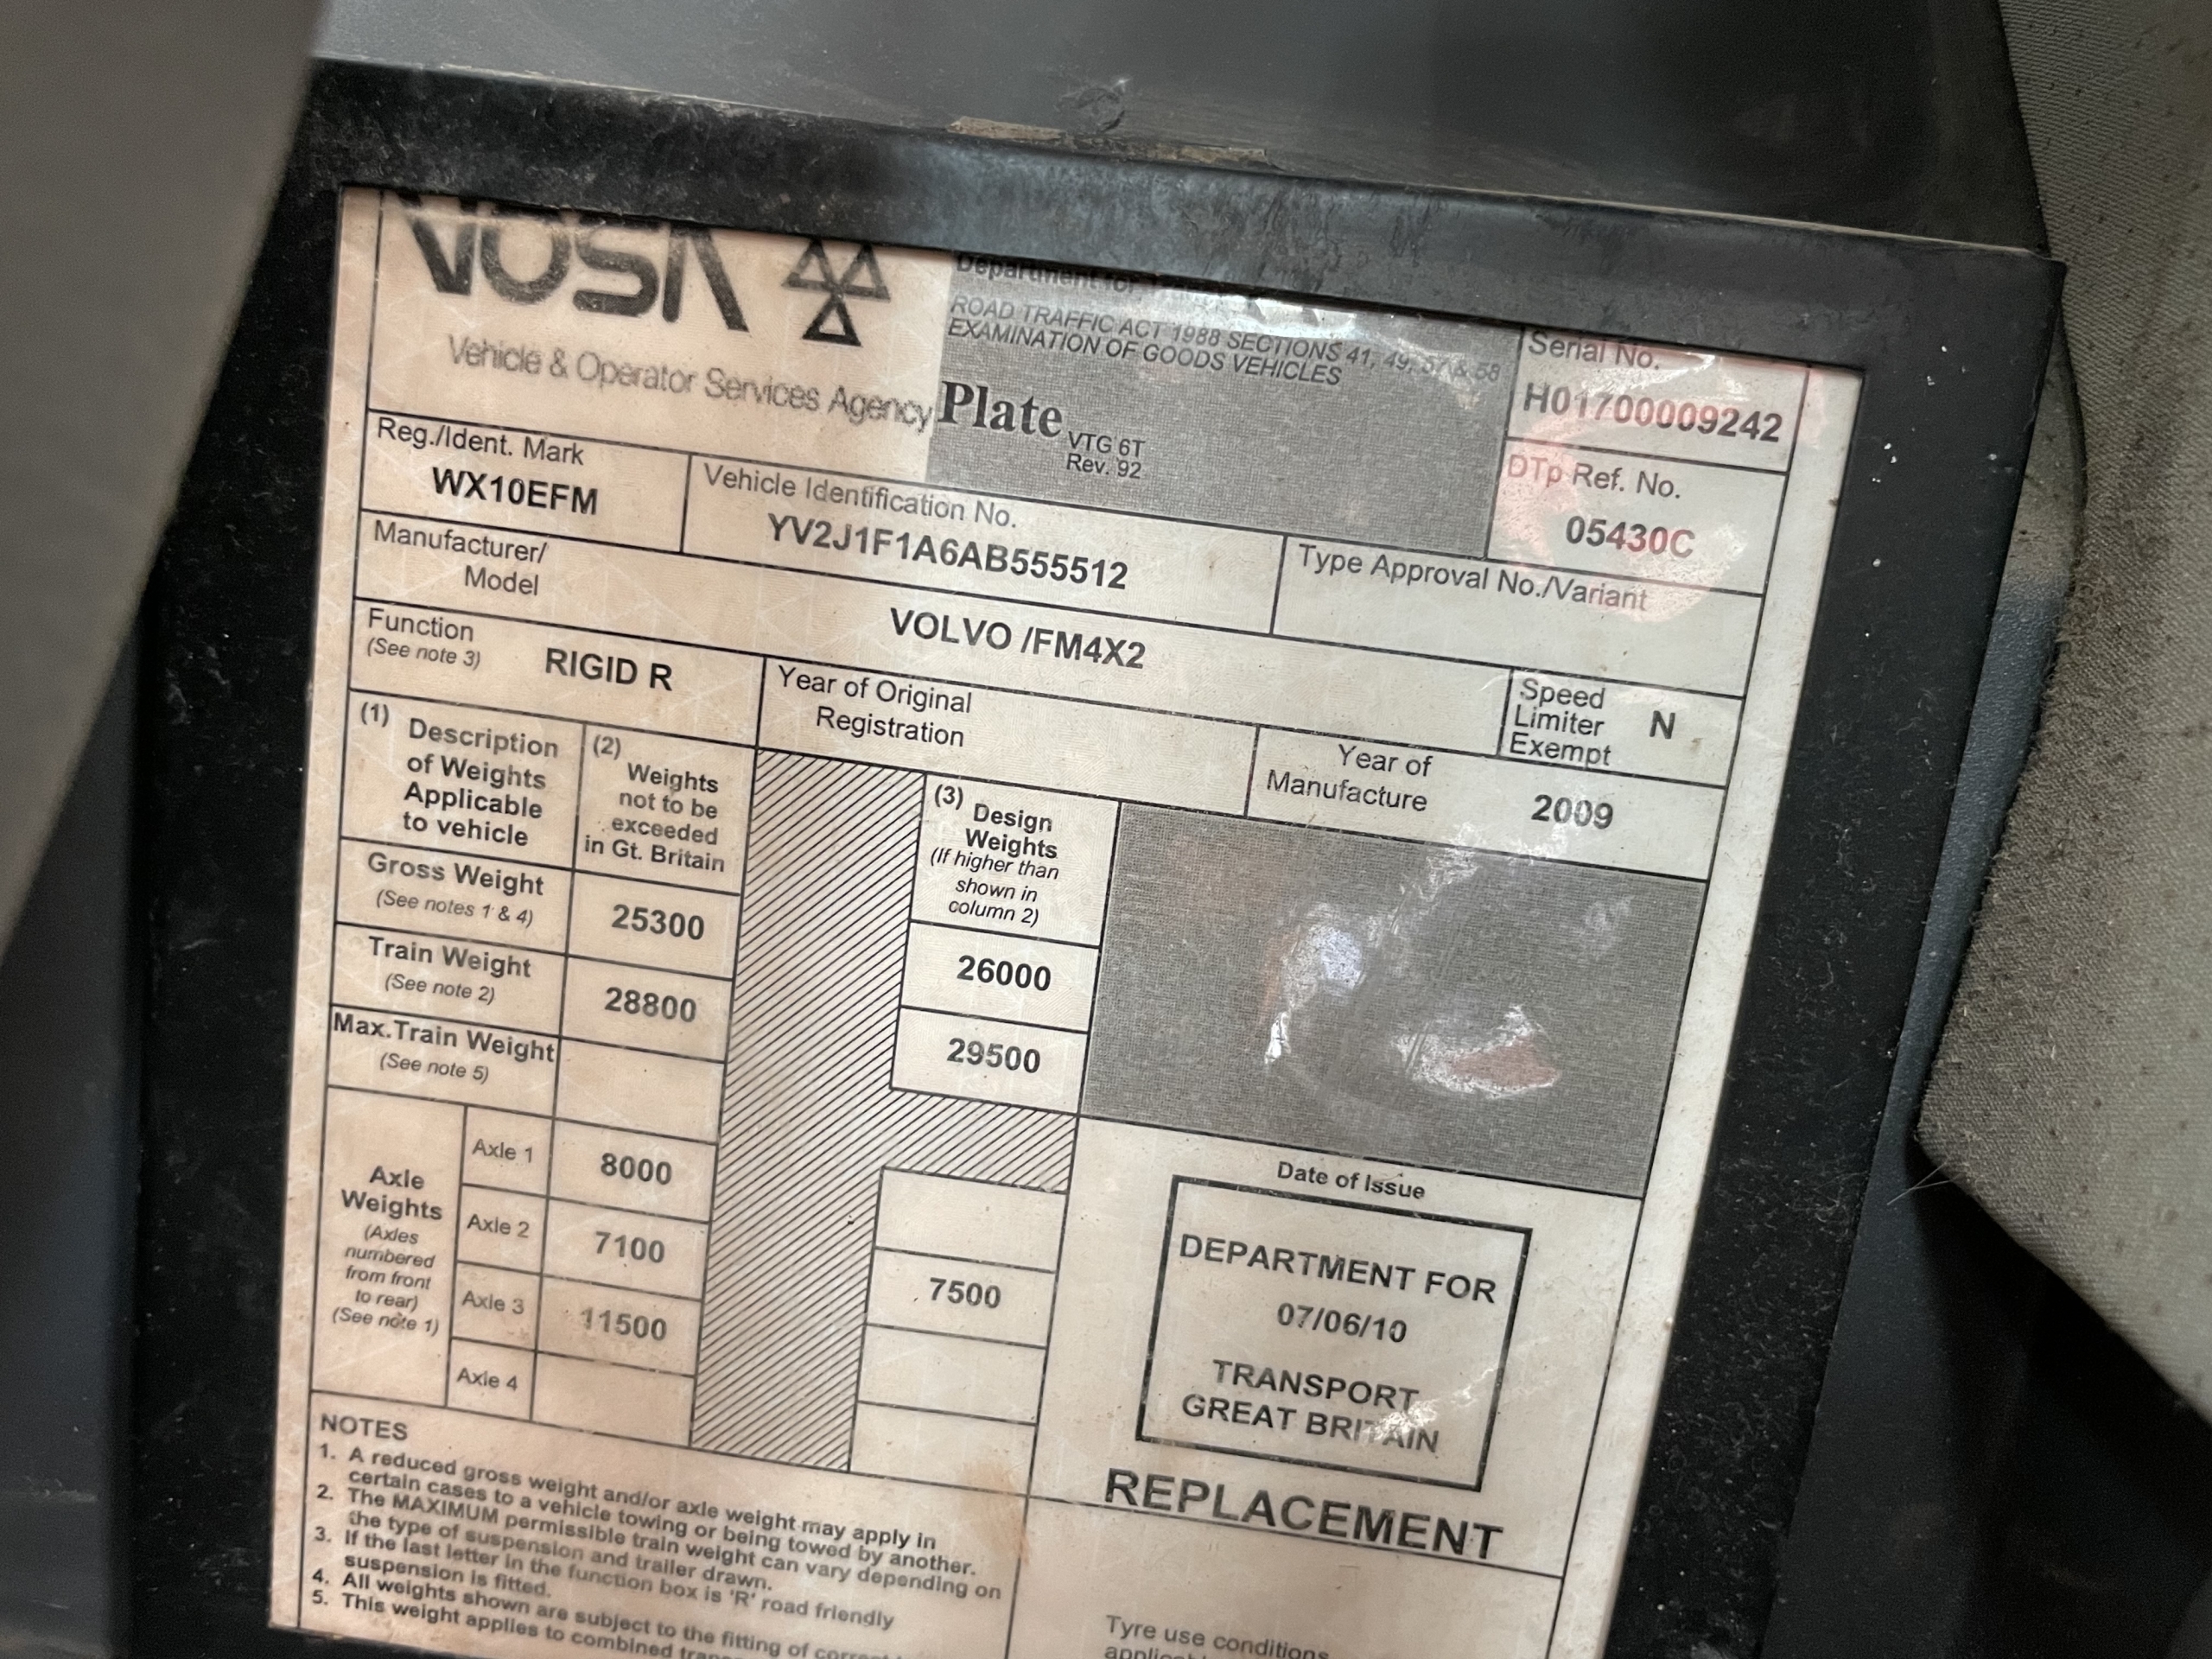 VOSA
Vehicle & Operator Services Agency
Department for
ROAD TRAFFIC ACT 1988 SECTIONS 41, 49, 57 & 58
EXAMINATION OF GOODS VEHICLES
Plate VTG 6T
Rev. 92
Serial No.
H01700009242
DTp Ref. No.
05430C
Reg./Ident. Mark
WX10EFM
Vehicle Identification No.
YV2J1F1A6AB555512
Type Approval No./Variant
Manufacturer/
Model
VOLVO /FM4X2
Speed
Limiter
Exempt
N
Function
(See note 3)
RIGID R
Year of Original
Registration
Year of
Manufacture
2009
(1) Description
of Weights
Applicable
to vehicle
(2)
Weights
not to be
exceeded
in Gt. Britain
(3)
Design
Weights
(If higher than
shown in
column 2)
Gross Weight
(See notes 1 & 4)
25300
26000
Train Weight
(See note 2)
28800
29500
Max.Train Weight
(See note 5)
Axle
Weights
(Axles
numbered
from front
to rear)
(See note 1)
Axle 1
8000
Axle 2
7100
7500
Axle 3
11500
Axle 4
Date of Issue
DEPARTMENT FOR
07/06/10
TRANSPORT
GREAT BRITAIN
REPLACEMENT
NOTES
1. A reduced gross weight and/or axle weight may apply in
certain cases to a vehicle towing or being towed by another.
2. The MAXIMUM permissible train weight can vary depending on
the type of suspension and trailer drawn.
3. If the last letter in the function box is 'R' road friendly
suspension is fitted.
4. All weights shown are subject to the fitting of
5. This weight applies to combined
Tyre use conditions